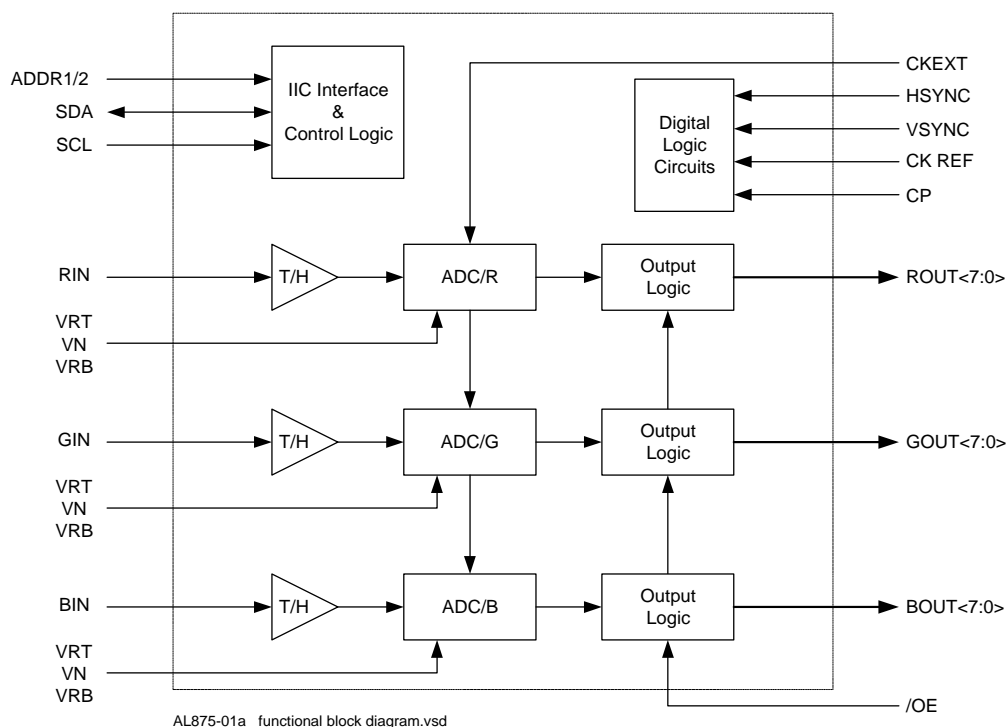 ADDR1/2
SDA
SCL
IIC Interface
&
Control Logic
Digital
Logic
Circuits
CKEXT
HSYNC
VSYNC
CK REF
CP
RIN
T/H
ADC/R
Output
Logic
ROUT<7:0>
VRT
VN
VRB
GIN
T/H
ADC/G
Output
Logic
GOUT<7:0>
VRT
VN
VRB
BIN
T/H
ADC/B
Output
Logic
BOUT<7:0>
VRT
VN
VRB
/OE
AL875-01a functional block diagram.vsd